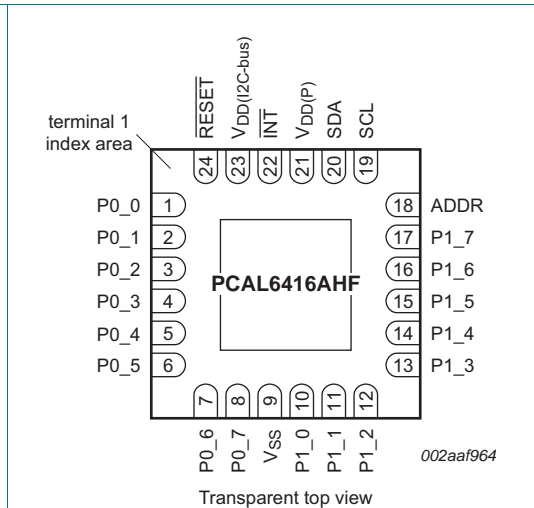 RESET VDD(I2C-bus) INT VDD(P) SDA SCL
terminal 1
index area
24 23 22 21 20 19
P0_0 1 18 ADDR
P0_1 2 17 P1_7
P0_2 3 16 P1_6
PCAL6416AHF
P0_3 4 15 P1_5
P0_4 5 14 P1_4
P0_5 6 13 P1_3
7 8 9 10 11 12
P0_6 P0_7 VSS P1_0 P1_1 P1_2
002aaf964
Transparent top view